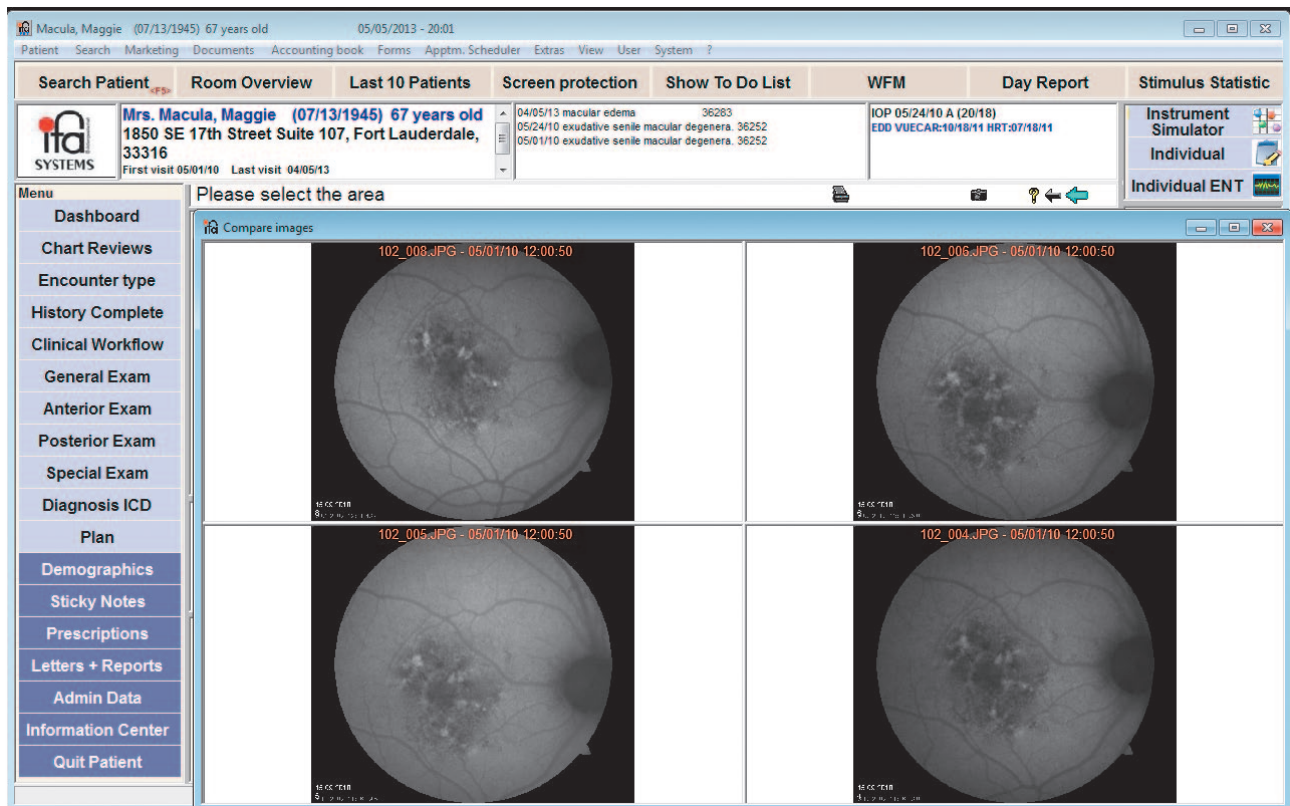 Macula, Maggie (07/13/1945) 67 years old 05/05/2013 - 20:01
Patient Search Marketing Documents Accounting book Forms Apptm. Scheduler Extras View User System ?
Search Patient <F5> Room Overview Last 10 Patients Screen protection Show To Do List WFM Day Report Stimulus Statistic
ifa
SYSTEMS
Mrs. Macula, Maggie (07/13/1945) 67 years old
1850 SE 17th Street Suite 107, Fort Lauderdale,
33316
First visit 05/01/10 Last visit 04/05/13
04/05/13 macular edema 36283
05/24/10 exudative senile macular degenera. 36252
05/01/10 exudative senile macular degenera. 36252
IOP 05/24/10 A (20/18)
EDD VUECAR:10/18/11 HRT:07/18/11
Instrument
Simulator
Individual
Individual ENT
Menu
Please select the area
Dashboard
Chart Reviews
Encounter type
History Complete
Clinical Workflow
General Exam
Anterior Exam
Posterior Exam
Special Exam
Diagnosis ICD
Plan
Demographics
Sticky Notes
Prescriptions
Letters + Reports
Admin Data
Information Center
Quit Patient
ifa Compare images
102_008.JPG - 05/01/10 12:00:50
102_006.JPG - 05/01/10 12:00:50
102_005.JPG - 05/01/10 12:00:50
102_004.JPG - 05/01/10 12:00:50